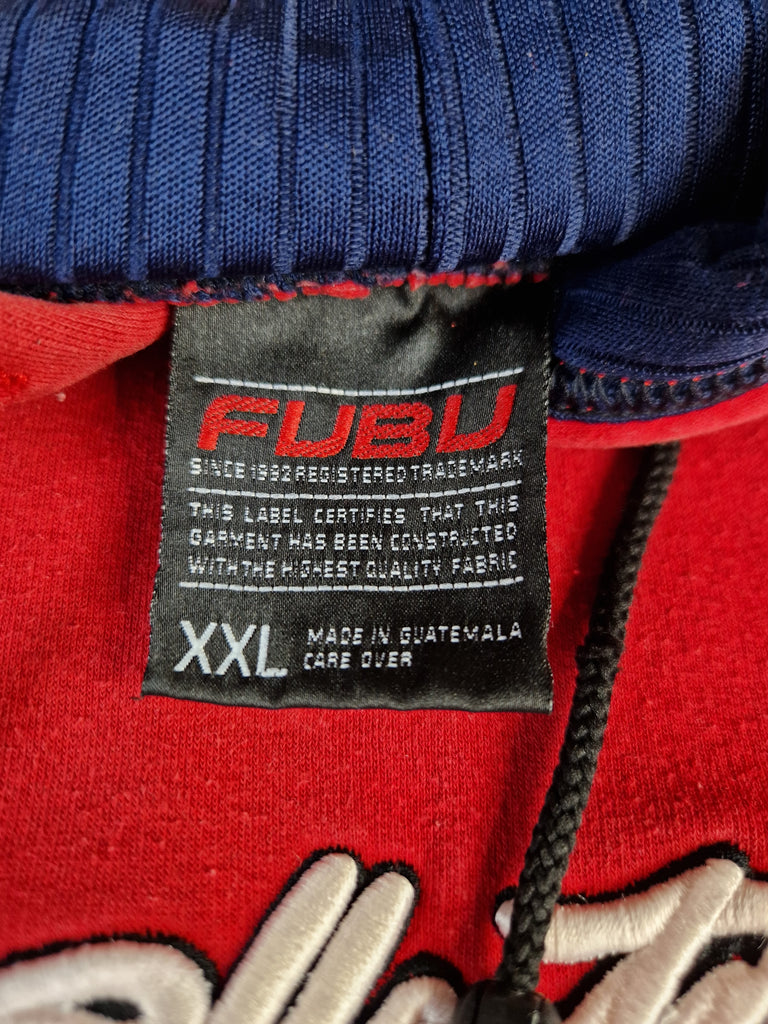 FUBU
SINCE 1992 REGISTERED TRADEMARK
THIS LABEL CERTIFIES THAT THIS
GARMENT HAS BEEN CONSTRUCTED
WITH THE HIGHEST QUALITY FABRIC
XXL MADE IN GUATEMALA
CARE OVER